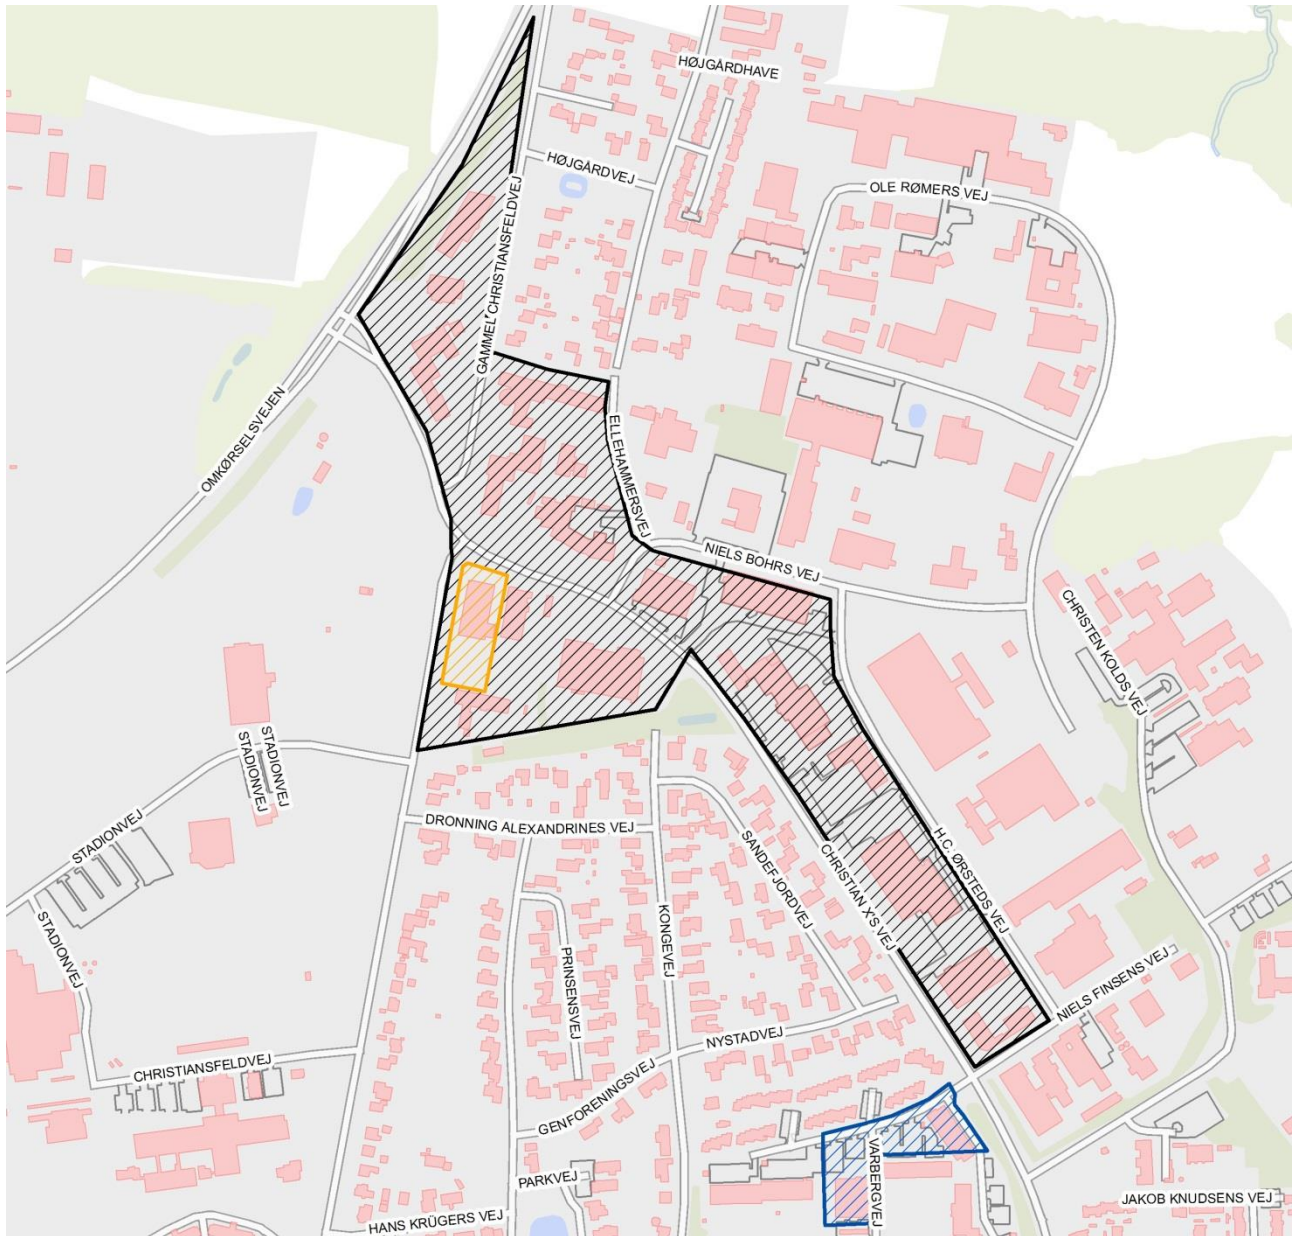 HØJGÅRDHAVE
HØJGÅRDVEJ
OLE RØMERS VEJ
GAMMEL CHRISTIANSFELDVEJ
OMKØRSELSVEJEN
ELLEHAMMERSVEJ
NIELS BOHRS VEJ
CHRISTEN KOLDS VEJ
STADIONVEJ
STADIONVEJ
STADIONVEJ
DRONNING ALEXANDRINES VEJ
SANDEFJORDVEJ
CHRISTIAN X'S VEJ
H.C. ØRSTEDS VEJ
STADIONVEJ
PRINSENSVEJ
KONGEVEJ
NIELS FINSENS VEJ
NYSTADVEJ
CHRISTIANSFELDVEJ
GENFORENINGSVEJ
VARBERGVEJ
PARKVEJ
JAKOB KNUDSENS VEJ
HANS KRÜGERS VEJ